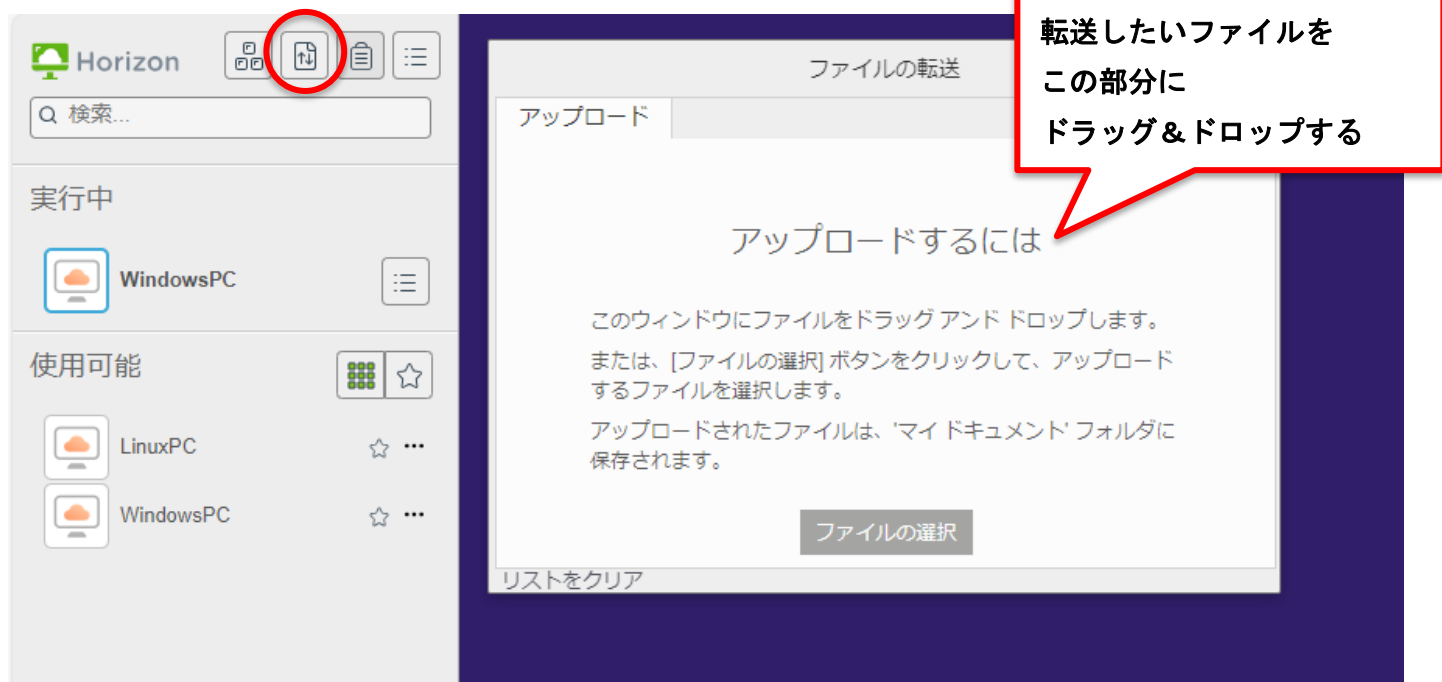 Horizon
検索...
実行中
WindowsPC
使用可能
LinuxPC
WindowsPC
ファイルの転送
アップロード
転送したいファイルを
この部分に
ドラッグ＆ドロップする
アップロードするには
このウィンドウにファイルをドラッグ アンド ドロップします。
または、[ファイルの選択] ボタンをクリックして、アップロード
するファイルを選択します。
アップロードされたファイルは、'マイ ドキュメント' フォルダに
保存されます。
ファイルの選択
リストをクリア